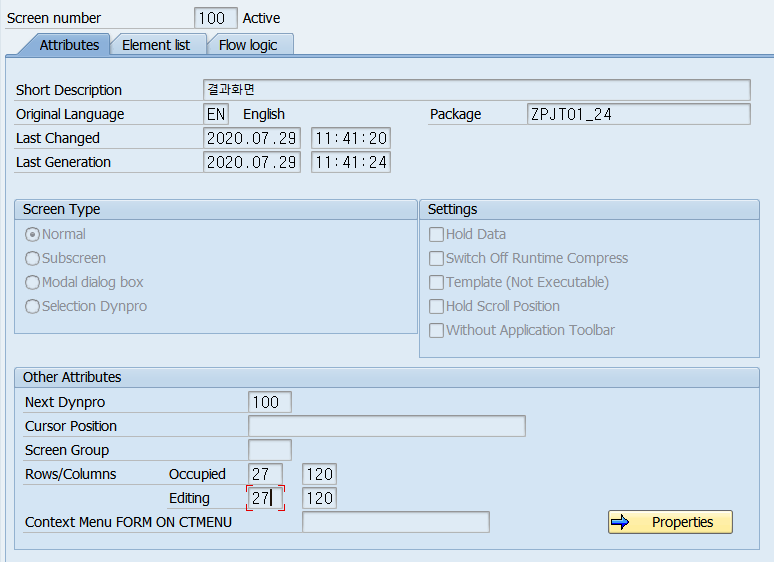 Screen number 100 Active
Attributes Element list Flow logic
Short Description 결과화면
Original Language EN English Package ZPJT01_24
Last Changed 2020.07.29 11:41:20
Last Generation 2020.07.29 11:41:24
Screen Type
Normal
Subscreen
Modal dialog box
Selection Dynpro
Settings
Hold Data
Switch Off Runtime Compress
Template (Not Executable)
Hold Scroll Position
Without Application Toolbar
Other Attributes
Next Dynpro 100
Cursor Position
Screen Group
Rows/Columns Occupied 27 120
Editing 27 120
Context Menu FORM ON CTMENU
Properties